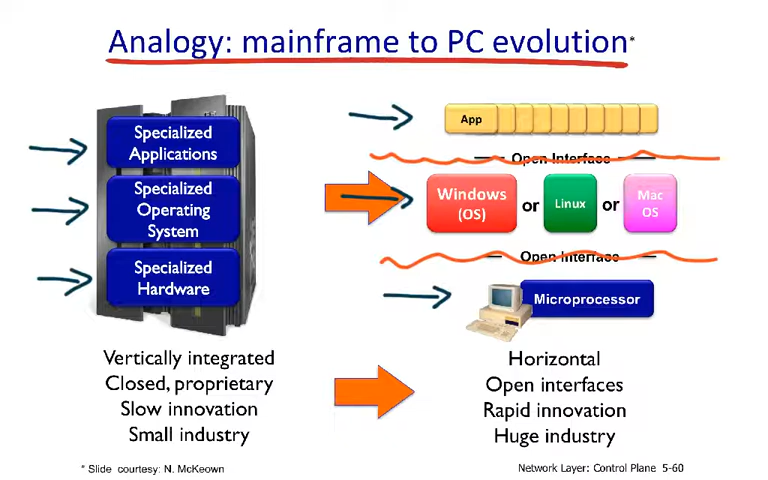 Analogy: mainframe to PC evolution*
Specialized
Applications
Specialized
Operating
System
Specialized
Hardware
Vertically integrated
Closed, proprietary
Slow innovation
Small industry
App
Open Interface
Windows
(OS)
or
Linux
or
Mac
OS
Open Interface
Microprocessor
Horizontal
Open interfaces
Rapid innovation
Huge industry
* Slide courtesy: N. McKeown
Network Layer: Control Plane 5-60